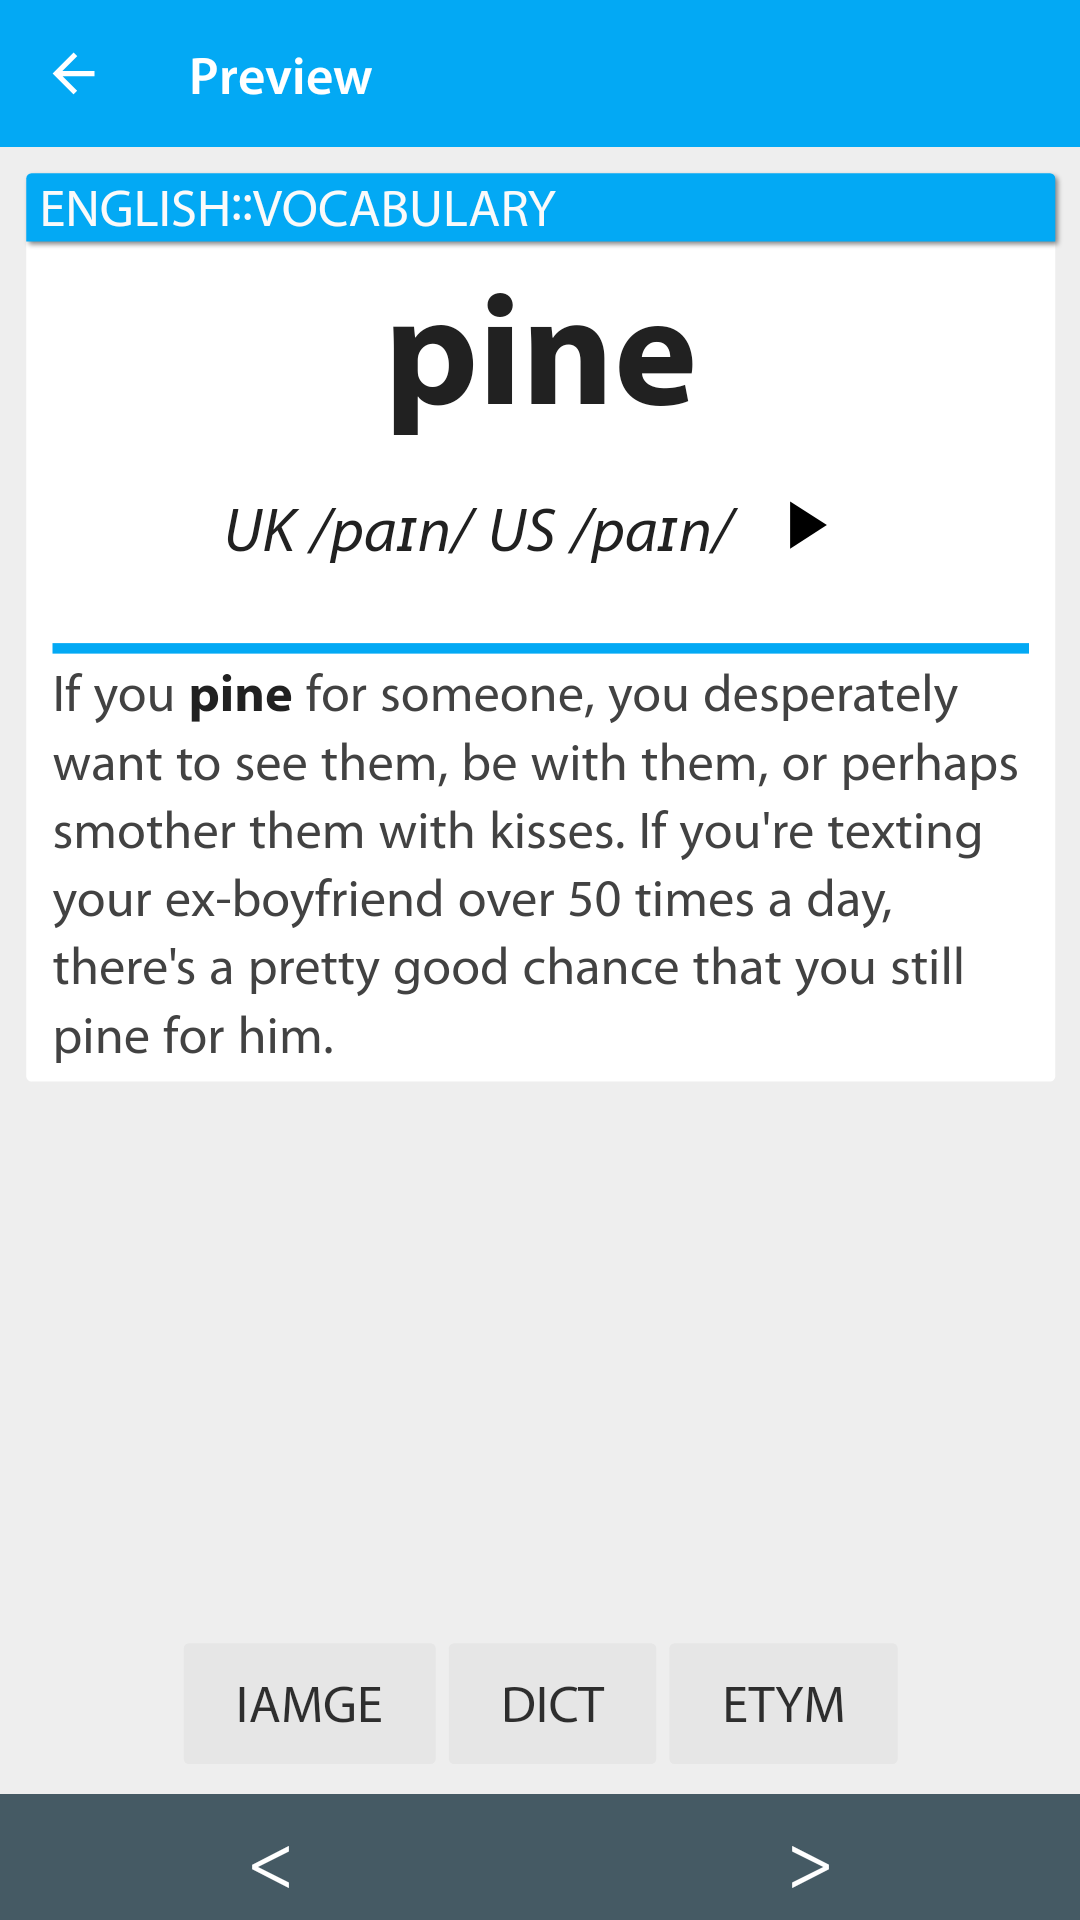 Preview
ENGLISH::VOCABULARY
pine
UK /paɪn/ US /paɪn/
If you pine for someone, you desperately
want to see them, be with them, or perhaps
smother them with kisses. If you're texting
your ex-boyfriend over 50 times a day,
there's a pretty good chance that you still
pine for him.
IAMGE DICT ETYM
< >